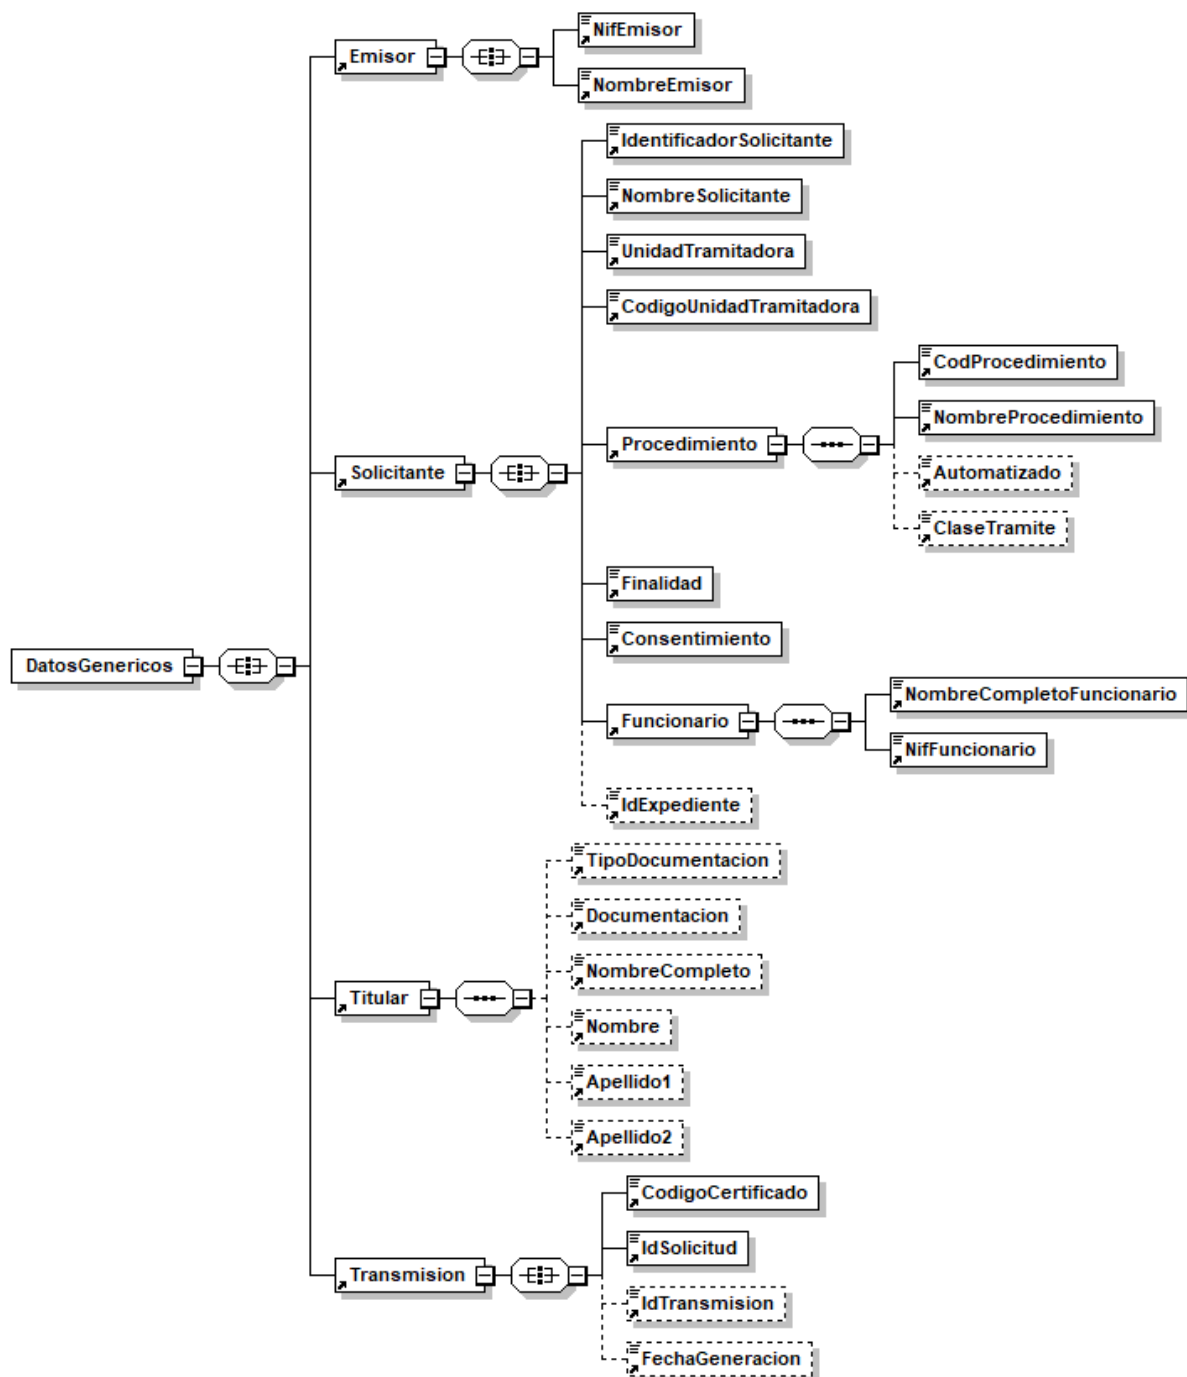 NifEmisor
Emisor
NombreEmisor
IdentificadorSolicitante
NombreSolicitante
UnidadTramitadora
CodigoUnidadTramitadora
CodProcedimiento
NombreProcedimiento
Procedimiento
Solicitante
Automatizado
ClaseTramite
Finalidad
Consentimiento
DatosGenericos
NombreCompletoFuncionario
Funcionario
NifFuncionario
IdExpediente
TipoDocumentacion
Documentacion
NombreCompleto
Titular
Nombre
Apellido1
Apellido2
CodigoCertificado
IdSolicitud
Transmision
IdTransmision
FechaGeneracion